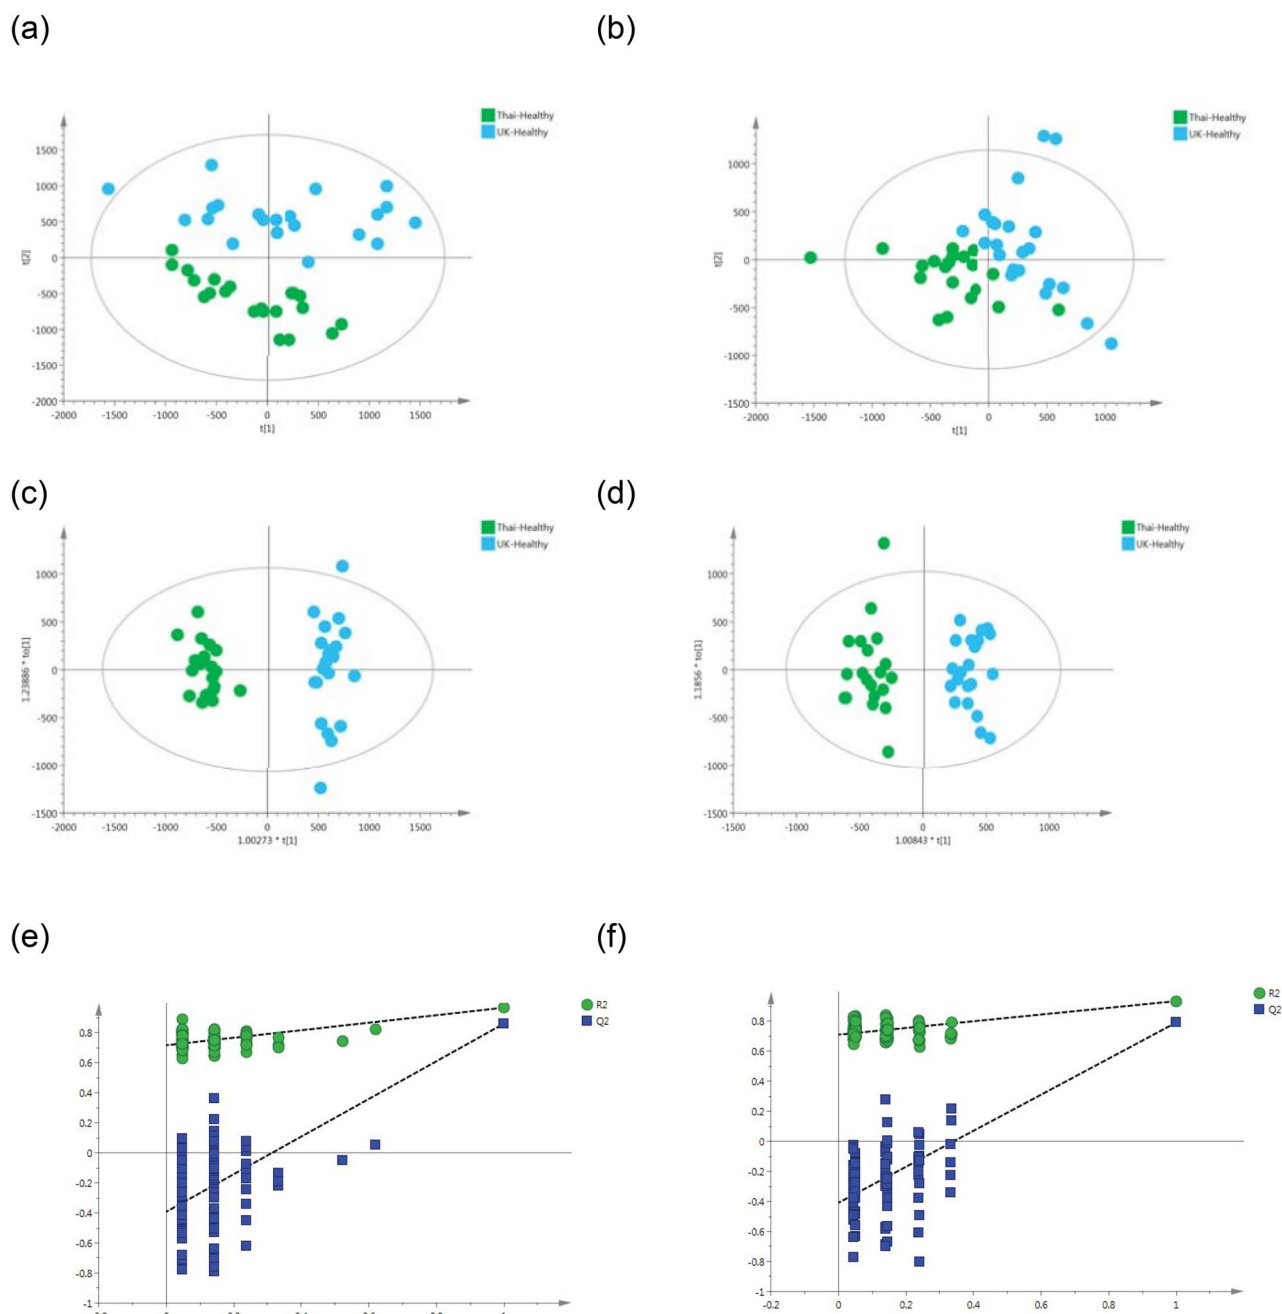 (a)
(b)
Thai-Healthy
UK-Healthy
1500
1000
500
0
-500
-1000
-1500
-2000
t[2]
-2000 -1500 -1000 -500 0 500 1000 1500
t[1]
Thai-Healthy
UK-Healthy
1000
500
0
-500
-1000
-1500
t[2]
-2000 -1500 -1000 -500 0 500 1000
t[1]
(c)
(d)
Thai-Healthy
UK-Healthy
1000
500
0
-500
-1000
-1500
1.23886 * to[1]
-2000 -1500 -1000 -500 0 500 1000 1500
1.00273 * t[1]
Thai-Healthy
UK-Healthy
1000
500
0
-500
-1000
-1500
1.1856 * to[1]
-1500 -1000 -500 0 500 1000
1.00843 * t[1]
(e)
(f)
R2
Q2
0.8
0.6
0.4
0.2
0
-0.2
-0.4
-0.6
-0.8
-1
R2
Q2
0.8
0.6
0.4
0.2
0
-0.2
-0.4
-0.6
-0.8
-1
-0.2 0 0.2 0.4 0.6 0.8 1